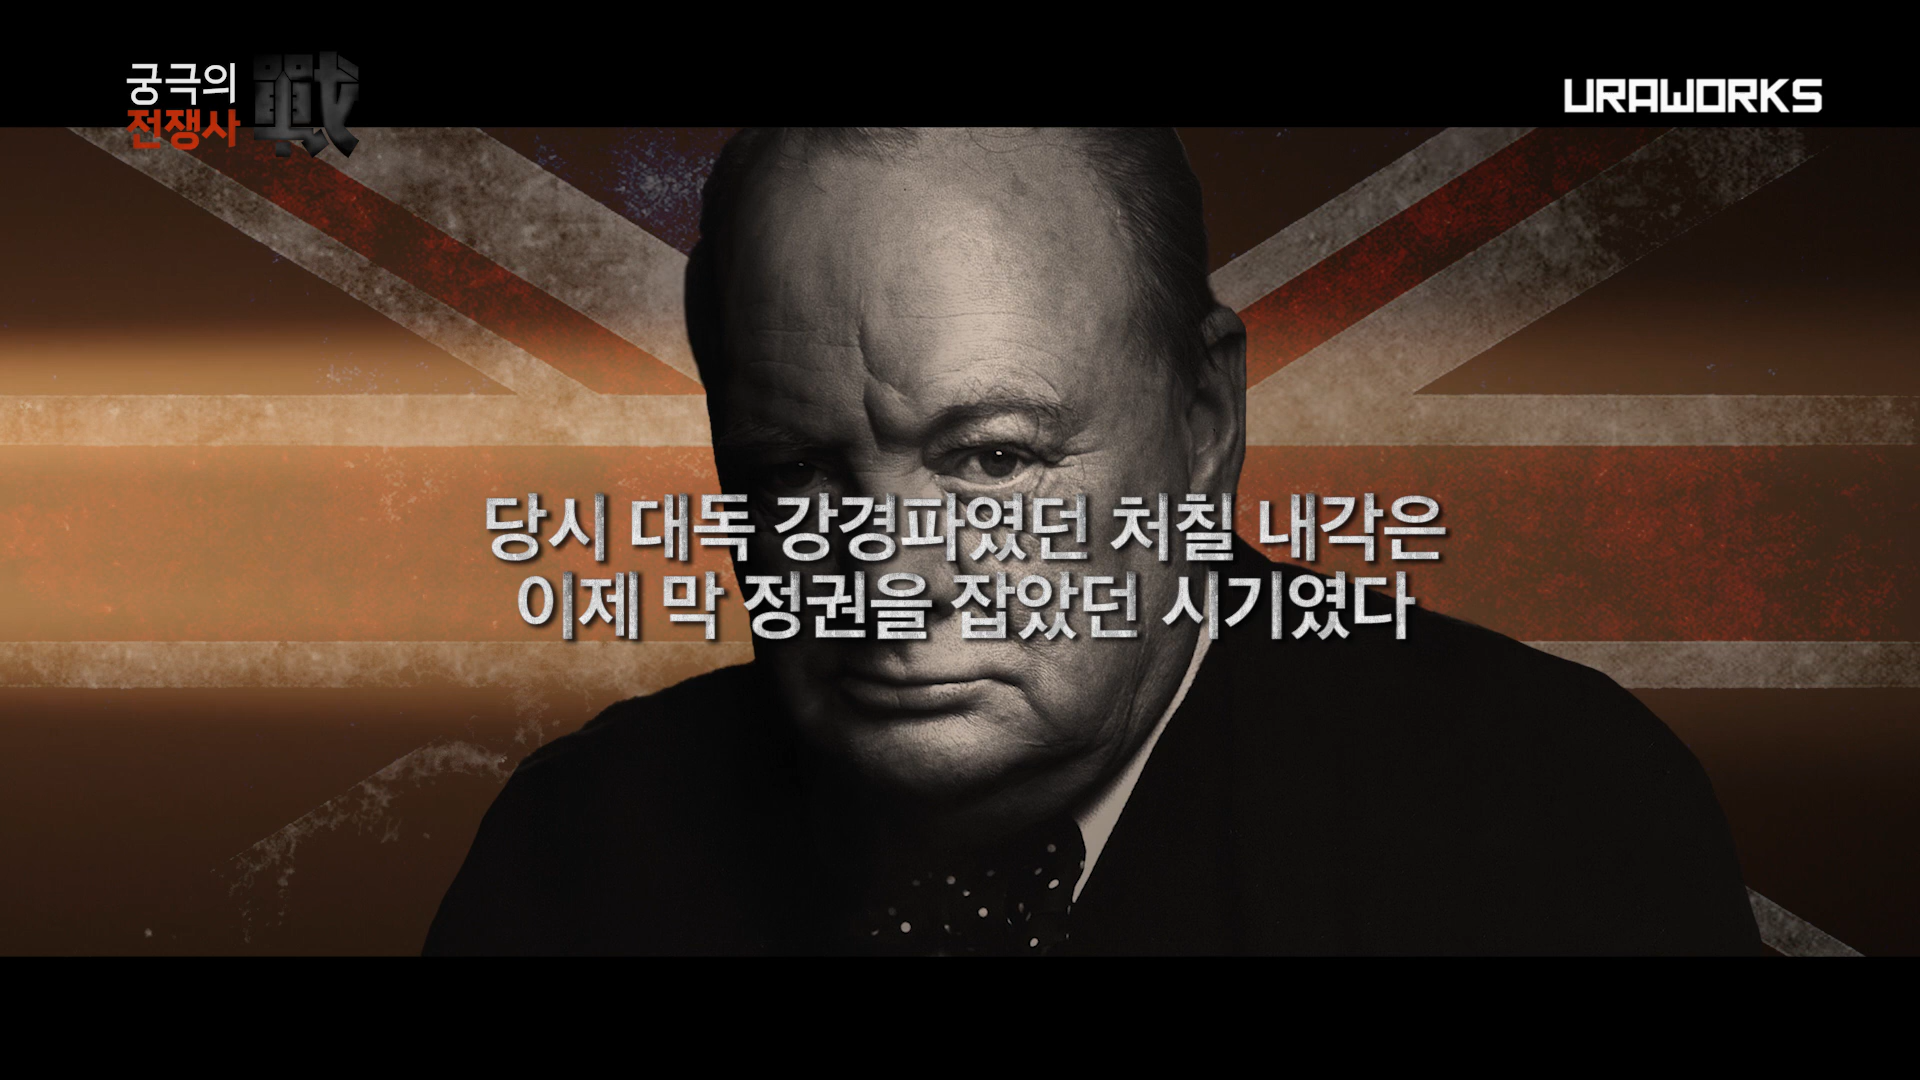 궁극의
전쟁사 戰
URAWORKS
당시 대독 강경파였던 처칠 내각은
이제 막 정권을 잡았던 시기였다